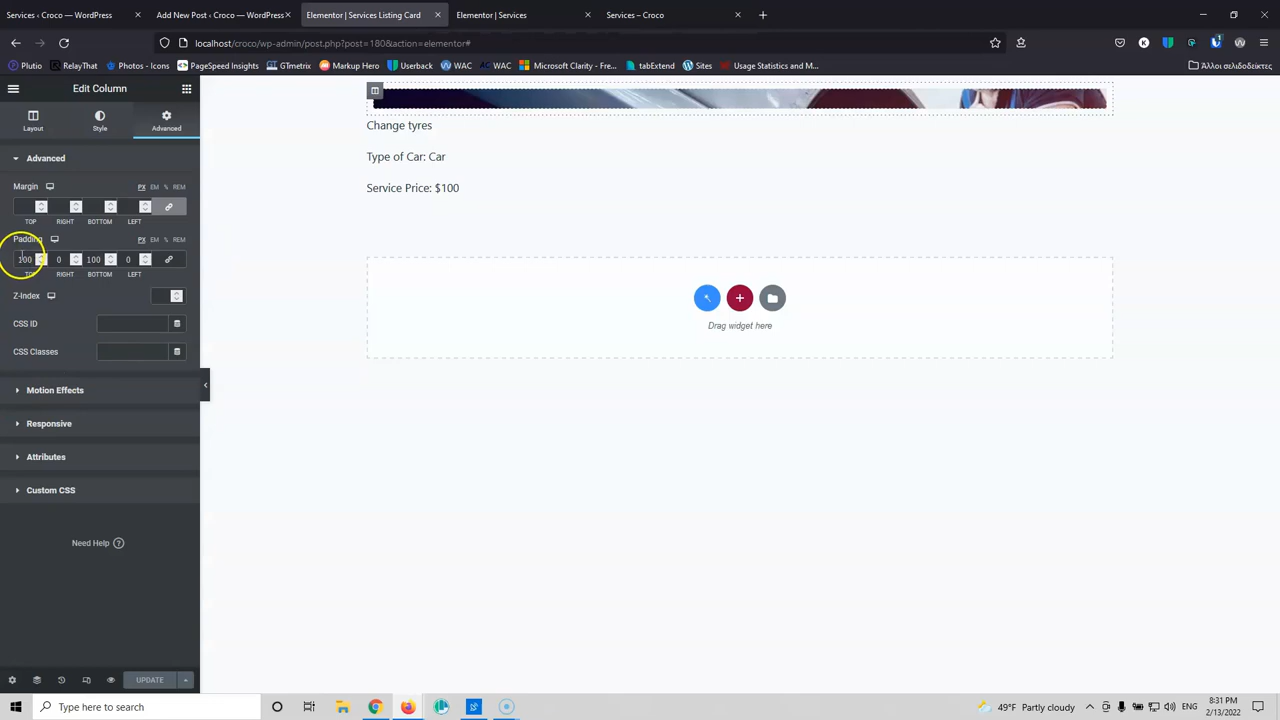 Services ‹ Croco — WordPress
Add New ‹ Croco — WordPress
Elementor | Services Listing Card
Elementor | Services
Services – Croco
localhost/croco/wp-admin/post.php?post=180&action=elementor#
Plutio
RelayThat
Photos - Icons
PageSpeed Insights
GTmetrix
Markup Hero
Userback
WAC
WAC
Microsoft Clarity - Fre...
tabExtend
Sites
Usage Statistics and M...
Άλλοι σελιδοδείκτες
Edit Column
Layout
Style
Advanced
Advanced
Margin
PX EM % REM
TOP RIGHT BOTTOM LEFT
Padding
PX EM % REM
100 0 100 0
TOP RIGHT BOTTOM LEFT
Z-Index
CSS ID
CSS Classes
Motion Effects
Responsive
Attributes
Custom CSS
Need Help
UPDATE
Change tyres
Type of Car: Car
Service Price: $100
Drag widget here
Type here to search
49°F Partly cloudy
ENG
8:31 PM
2/13/2022